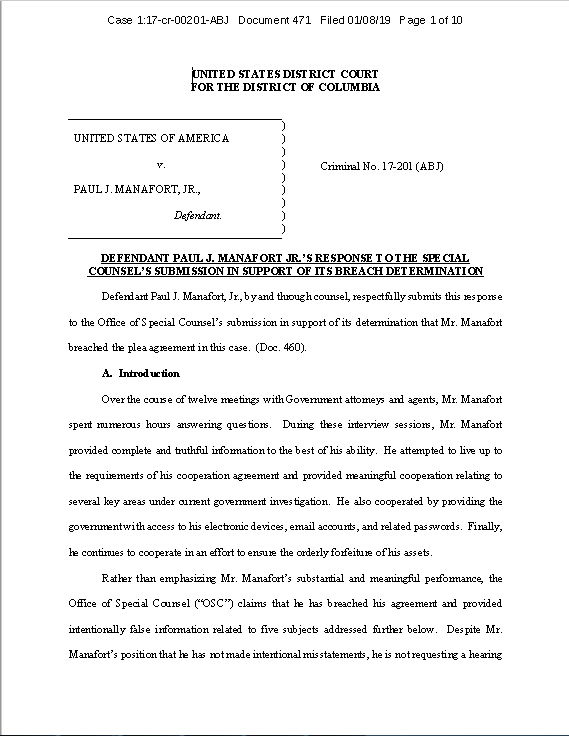 Case 1:17-cr-00201-ABJ Document 471 Filed 01/08/19 Page 1 of 10
UNITED STATES DISTRICT COURT
FOR THE DISTRICT OF COLUMBIA
)
UNITED STATES OF AMERICA )
)
v. )
) Criminal No. 17-201 (ABJ)
PAUL J. MANAFORT, JR., )
)
Defendant. )
)
DEFENDANT PAUL J. MANAFORT JR.’S RESPONSE TO THE SPECIAL
COUNSEL’S SUBMISSION IN SUPPORT OF ITS BREACH DETERMINATION
Defendant Paul J. Manafort, Jr., by and through counsel, respectfully submits this response
to the Office of Special Counsel’s submission in support of its determination that Mr. Manafort
breached the plea agreement in this case. (Doc. 460).
A. Introduction
Over the course of twelve meetings with Government attorneys and agents, Mr. Manafort
spent numerous hours answering questions. During these interview sessions, Mr. Manafort
provided complete and truthful information to the best of his ability. He attempted to live up to
the requirements of his cooperation agreement and provided meaningful cooperation relating to
several key areas under current government investigation. He also cooperated by providing the
government with access to his electronic devices, email accounts, and related passwords. Finally,
he continues to cooperate in an effort to ensure the orderly forfeiture of his assets.
Rather than emphasizing Mr. Manafort’s substantial and meaningful performance, the
Office of Special Counsel (“OSC”) claims that he has breached his agreement and provided
intentionally false information related to five subjects addressed further below. Despite Mr.
Manafort’s position that he has not made intentional misstatements, he is not requesting a hearing